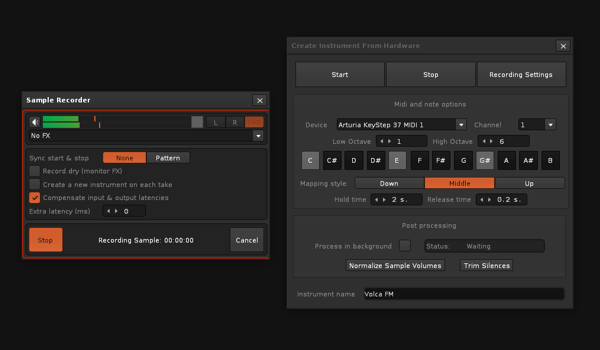 Sample Recorder
L R
No FX
Sync start & stop None Pattern
Record dry (monitor FX)
Create a new instrument on each take
Compensate input & output latencies
Extra latency (ms) 0
Stop Recording Sample: 00:00:00 Cancel
Create Instrument From Hardware
Start Stop Recording Settings
Midi and note options
Device Arturia KeyStep 37 MIDI 1 Channel 1
Low Octave 1 High Octave 6
C C# D D# E F F# G G# A A# B
Mapping style: Down Middle Up
Hold time 2 s. Release time 0.2 s.
Post processing
Process in background Status: Waiting
Normalize Sample Volumes Trim Silences
Instrument name Volca FM